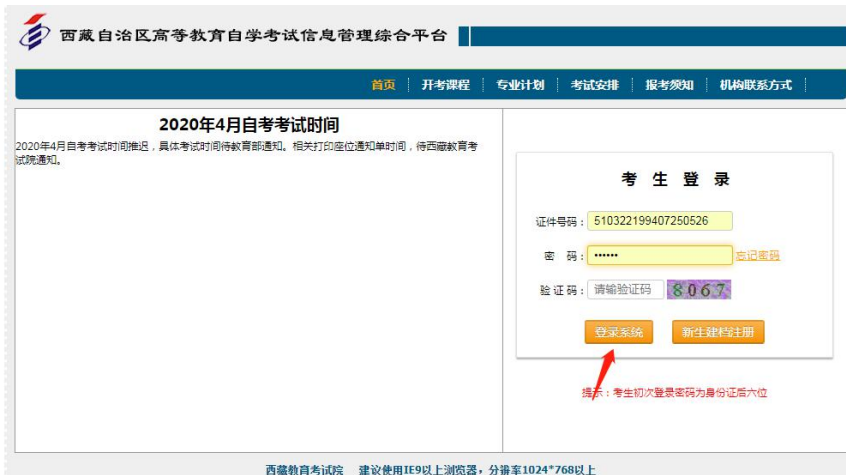 西藏自治区高等教育自学考试信息管理综合平台
首页 开考课程 专业计划 考试安排 报考须知 机构联系方式
2020年4月自考考试时间
2020年4月自考考试时间推迟，具体考试时间待教育部通知。相关打印座位通知单时间，待西藏教育考
试院通知。
考 生 登 录
证件号码： 510322199407250526
密 码： •••••• 忘记密码
验 证 码： 请输验证码 8067
登录系统 新生建档注册
提示：考生初次登录密码为身份证后六位
西藏教育考试院 建议使用IE9以上浏览器，分辨率1024*768以上